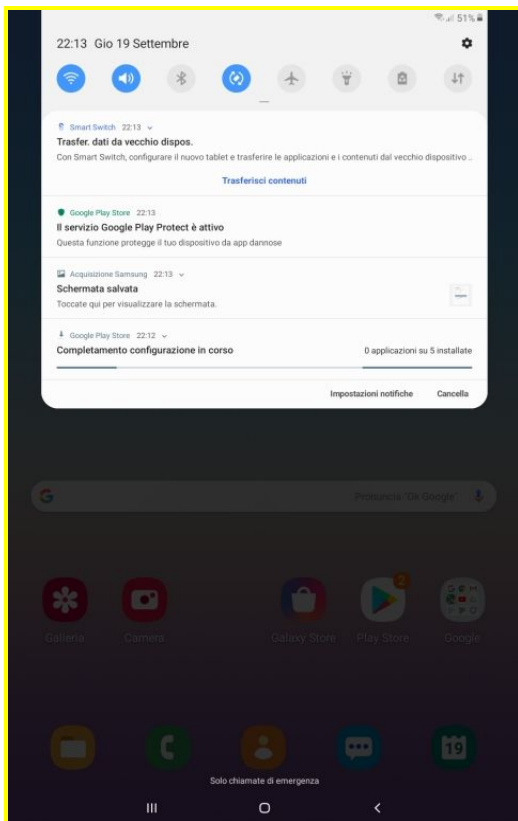 51%
22:13 Gio 19 Settembre
Smart Switch 22:13
Trasfer. dati da vecchio dispos.
Con Smart Switch, configurare il nuovo tablet e trasferire le applicazioni e i contenuti dal vecchio dispositivo ..
Trasferisci contenuti
Google Play Store 22:13
Il servizio Google Play Protect è attivo
Questa funzione protegge il tuo dispositivo da app dannose
Acquisizione Samsung 22:13
Schermata salvata
Toccate qui per visualizzare la schermata.
Google Play Store 22:12
Completamento configurazione in corso 0 applicazioni su 5 installate
Impostazioni notifiche Cancella
G Pronuncia "Ok Google"
2
Galleria Camera Galaxy Store Play Store Google
19
Solo chiamate di emergenza